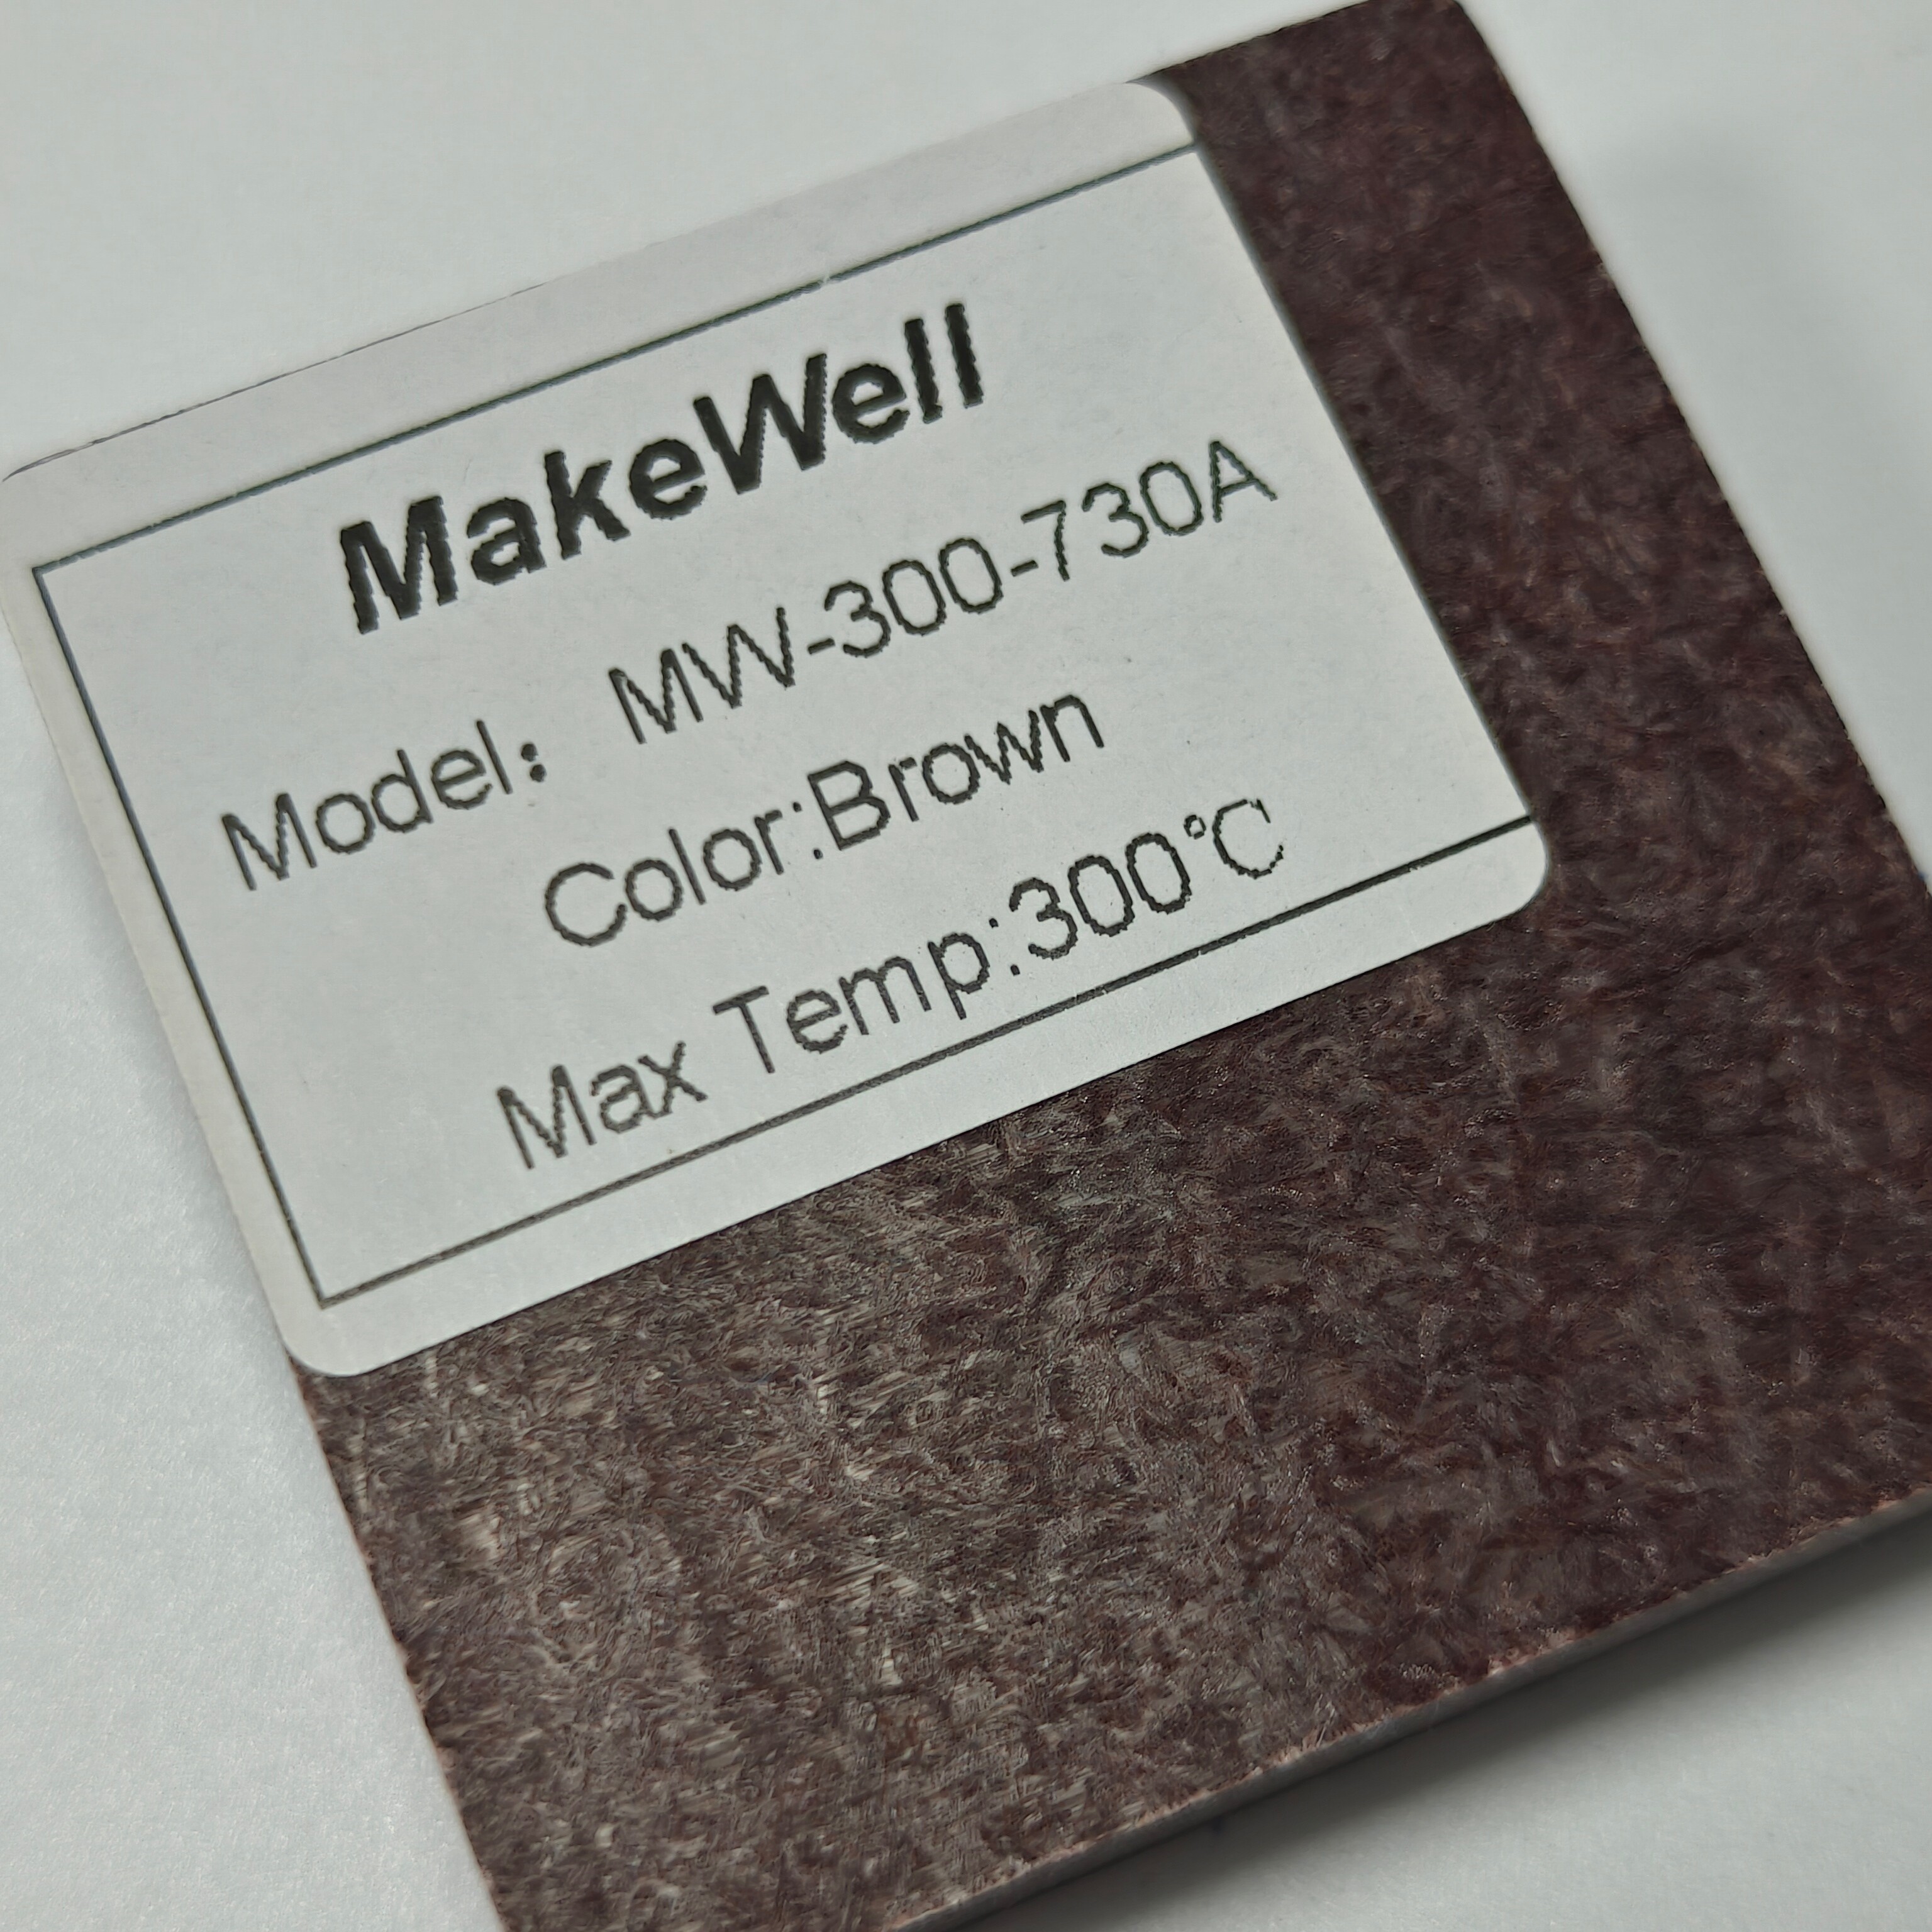 MakeWell
Model： MW-300-730A
Color:Brown
Max Temp:300℃